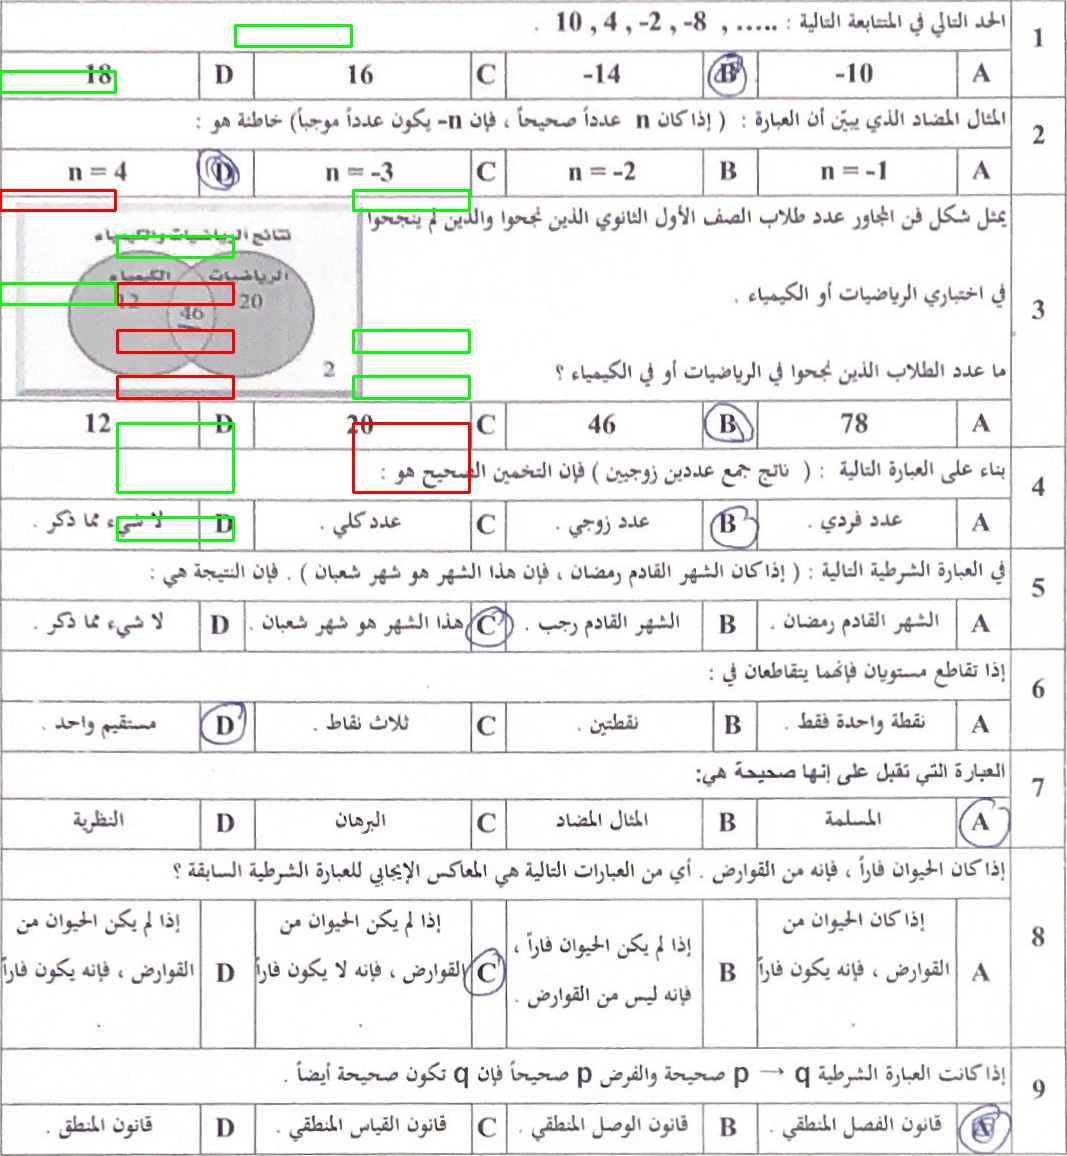 1 الحد التالي في المتتابعة التالية : 10 , 4 , -2 , -8 , ..... .
A -10 B -14 C 16 D 18
2 المثال المضاد الذي يبيّن أن العبارة : ( إذا كان n عدداً صحيحاً ، فإن n- يكون عدداً موجباً) خاطئة هو :
A n = -1 B n = -2 C n = -3 D n = 4
3 يمثل شكل فن المجاور عدد طلاب الصف الأول الثانوي الذين نجحوا والذين لم ينجحوا
في اختباري الرياضيات أو الكيمياء .
ما عدد الطلاب الذين نجحوا في الرياضيات أو في الكيمياء ؟
نتائج الرياضيات والكيمياء
الرياضيات الكيمياء
20 46 12
2
A 78 B 46 C 20 D 12
4 بناء على العبارة التالية : ( ناتج جمع عددين زوجيين ) فإن التخمين الصحيح هو :
A عدد فردي . B عدد زوجي . C عدد كلي . D لا شيء مما ذكر .
5 في العبارة الشرطية التالية : ( إذا كان الشهر القادم رمضان ، فإن هذا الشهر هو شهر شعبان ) . فإن النتيجة هي :
A الشهر القادم رمضان . B الشهر القادم رجب . C هذا الشهر هو شهر شعبان . D لا شيء مما ذكر .
6 إذا تقاطع مستويان فإنهما يتقاطعان في :
A نقطة واحدة فقط . B نقطتين . C ثلاث نقاط . D مستقيم واحد .
7 العبارة التي تقبل على إنها صحيحة هي:
A المسلمة B المثال المضاد C البرهان D النظرية
8 إذا كان الحيوان فاراً ، فإنه من القوارض . أي من العبارات التالية هي المعاكس الإيجابي للعبارة الشرطية السابقة ؟
A إذا كان الحيوان من
القوارض ، فإنه يكون فاراً .
B إذا لم يكن الحيوان فاراً ،
فإنه ليس من القوارض .
C إذا لم يكن الحيوان من
القوارض ، فإنه لا يكون فاراً .
D إذا لم يكن الحيوان من
القوارض ، فإنه يكون فاراً .
9 إذا كانت العبارة الشرطية p → q صحيحة والفرض p صحيحاً فإن q تكون صحيحة أيضاً .
A قانون الفصل المنطقي . B قانون الوصل المنطقي . C قانون القياس المنطقي . D قانون المنطق .